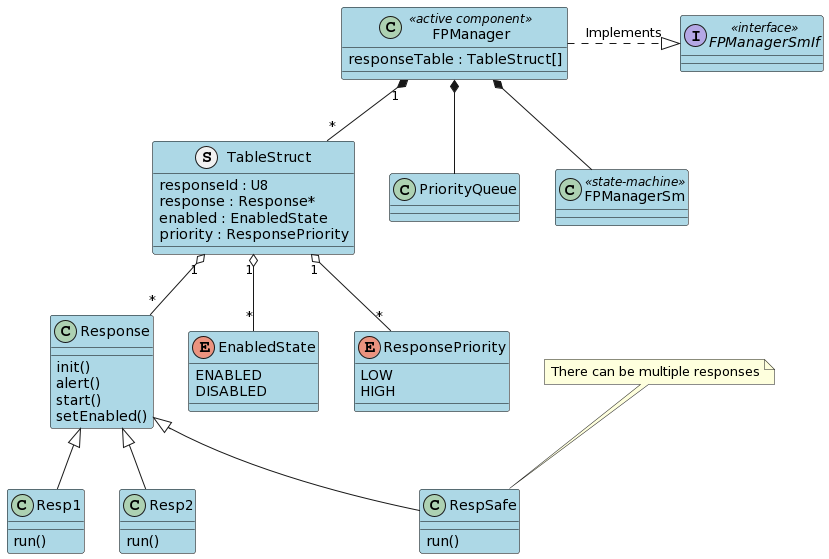 «active component»
C FPManager
responseTable : TableStruct[]
Implements
«interface»
I FPManagerSmIf
1
*
S TableStruct
responseId : U8
response : Response*
enabled : EnabledState
priority : ResponsePriority
C PriorityQueue
«state-machine»
C FPManagerSm
1
1
1
*
*
*
C Response
init()
alert()
start()
setEnabled()
E EnabledState
ENABLED
DISABLED
E ResponsePriority
LOW
HIGH
There can be multiple responses
C Resp1
run()
C Resp2
run()
C RespSafe
run()